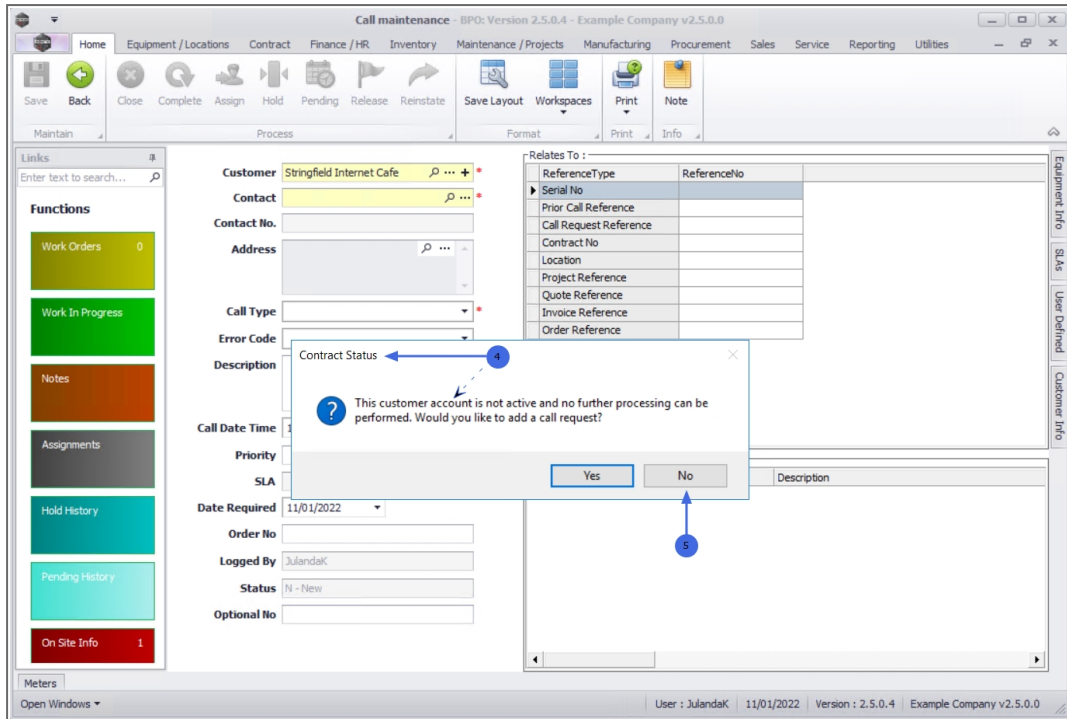 Call maintenance - BPO: Version 2.5.0.4 - Example Company v2.5.0.0
Home Equipment / Locations Contract Finance / HR Inventory Maintenance / Projects Manufacturing Procurement Sales Service Reporting Utilities
Save Back Close Complete Assign Hold Pending Release Reinstate Save Layout Workspaces Print Note
Maintain Process Format Print Info
Links
Enter text to search...
Functions
Work Orders 0
Work In Progress
Notes
Assignments
Hold History
Pending History
On Site Info 1
Customer Stringfield Internet Cafe *
Contact *
Contact No.
Address
Call Type *
Error Code
Description
Call Date Time 1
Priority
SLA
Date Required 11/01/2022
Order No
Logged By JulandaK
Status N - New
Optional No
Relates To :
ReferenceType ReferenceNo
Serial No
Prior Call Reference
Call Request Reference
Contract No
Location
Project Reference
Quote Reference
Invoice Reference
Order Reference
Equipment Info
SLAs
User Defined
Customer Info
Contract Status
4
This customer account is not active and no further processing can be
performed. Would you like to add a call request?
Yes No
5
Description
Meters
Open Windows
User : JulandaK 11/01/2022 Version : 2.5.0.4 Example Company v2.5.0.0